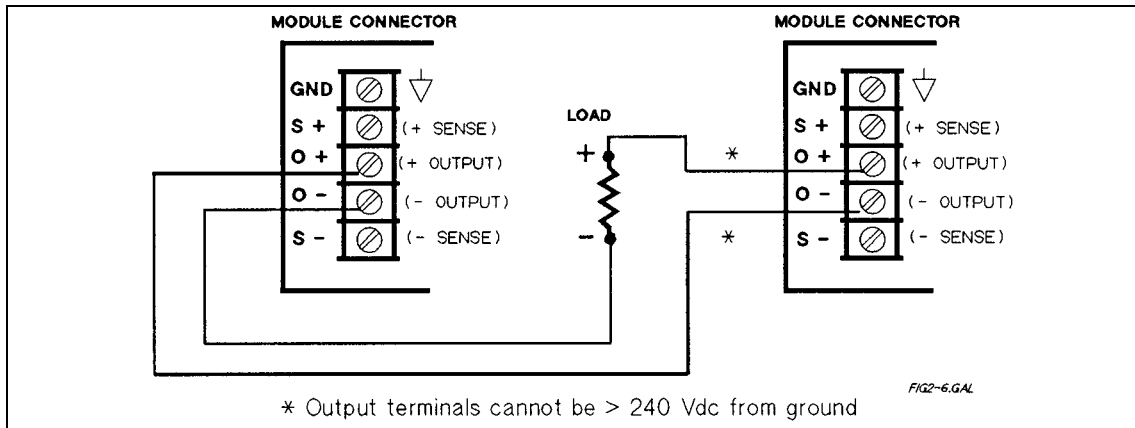 MODULE CONNECTOR
GND
S + (+ SENSE)
O + (+ OUTPUT)
O - (- OUTPUT)
S - (- SENSE)
LOAD
+
-
*
*
MODULE CONNECTOR
GND
S + (+ SENSE)
O + (+ OUTPUT)
O - (- OUTPUT)
S - (- SENSE)
FIG2-6.GAL
* Output terminals cannot be > 240 Vdc from ground